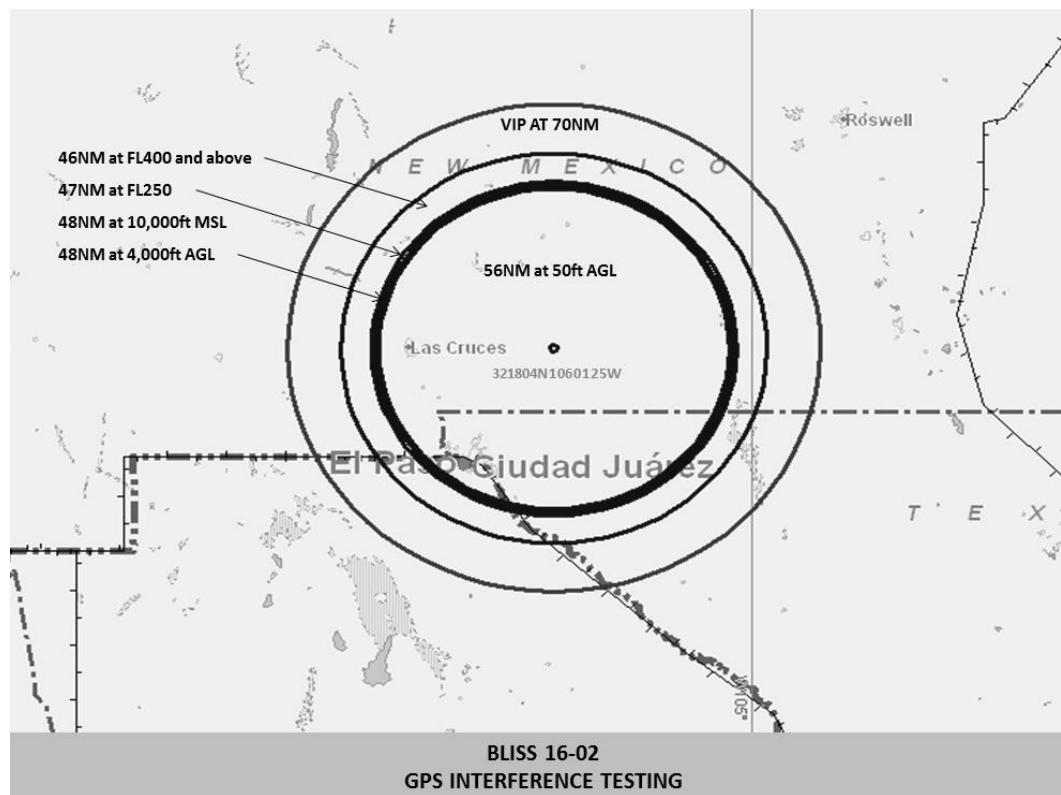 VIP AT 70NM
Roswell
46NM at FL400 and above
NEW MEXICO
47NM at FL250
48NM at 10,000ft MSL
48NM at 4,000ft AGL
56NM at 50ft AGL
Las Cruces
321804N1060125W
El Paso Ciudad Juárez
T E X
W105°
BLISS 16-02
GPS INTERFERENCE TESTING